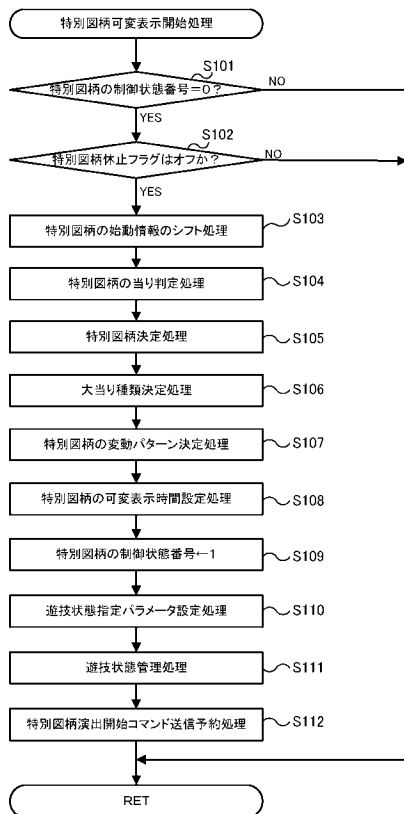 特別図柄可変表示開始処理
S101
特別図柄の制御状態番号=0?
NO
YES
S102
特別図柄休止フラグはオフか?
NO
YES
特別図柄の始動情報のシフト処理
S103
特別図柄の当り判定処理
S104
特別図柄決定処理
S105
大当り種類決定処理
S106
特別図柄の変動パターン決定処理
S107
特別図柄の可変表示時間設定処理
S108
特別図柄の制御状態番号←1
S109
遊技状態指定パラメータ設定処理
S110
遊技状態管理処理
S111
特別図柄演出開始コマンド送信予約処理
S112
RET